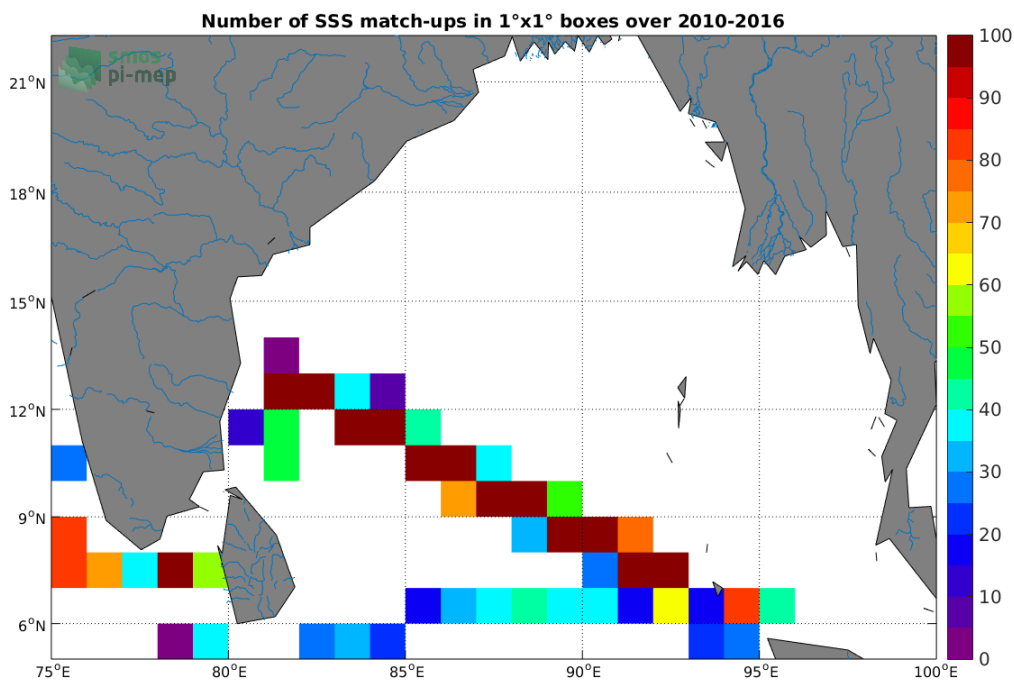 Number of SSS match-ups in 1°x1° boxes over 2010-2016
smos
pi-mep
21°N
18°N
15°N
12°N
9°N
6°N
75°E 80°E 85°E 90°E 95°E 100°E
100
90
80
70
60
50
40
30
20
10
0